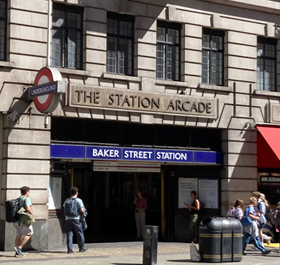 UNDERGROUND
THE STATION ARCADE
BAKER STREET STATION